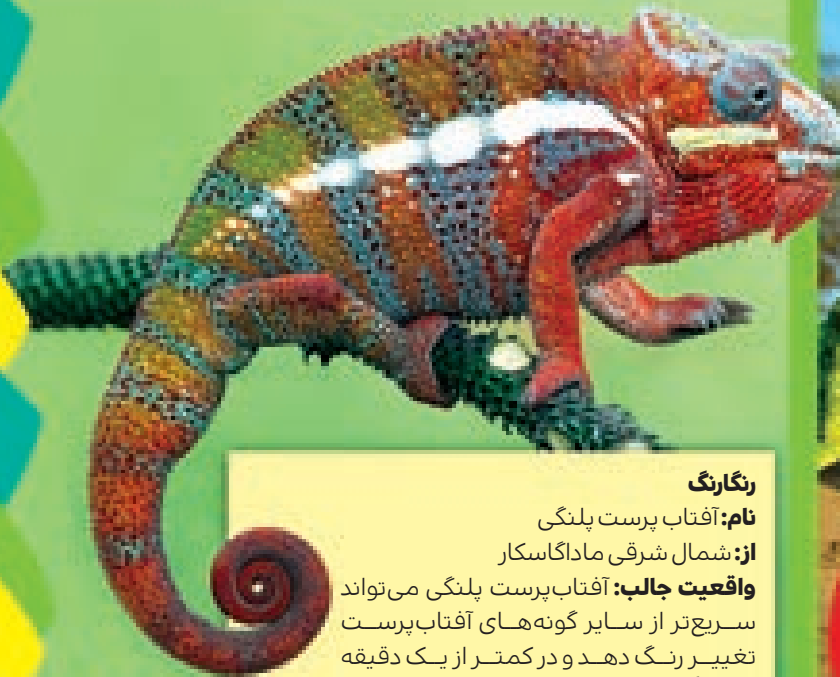 رنگارنگ
نام: آفتاب پرست پلنگی
از: شمال شرقی ماداگاسکار
واقعیت جالب: آفتاب‌پرست پلنگی می‌تواند
سریع‌تر از سایر گونه‌های آفتاب‌پرست
تغییر رنگ دهد و در کمتر از یک دقیقه